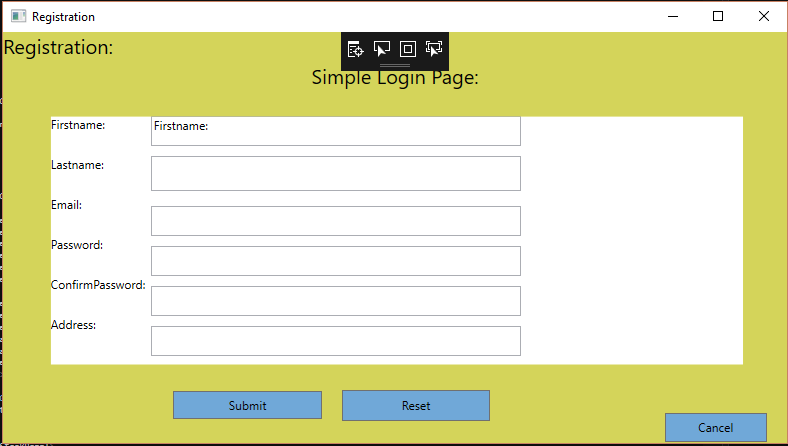 Registration
Registration:
Simple Login Page:
Firstname: Firstname:
Lastname:
Email:
Password:
ConfirmPassword:
Address:
Submit Reset
Cancel